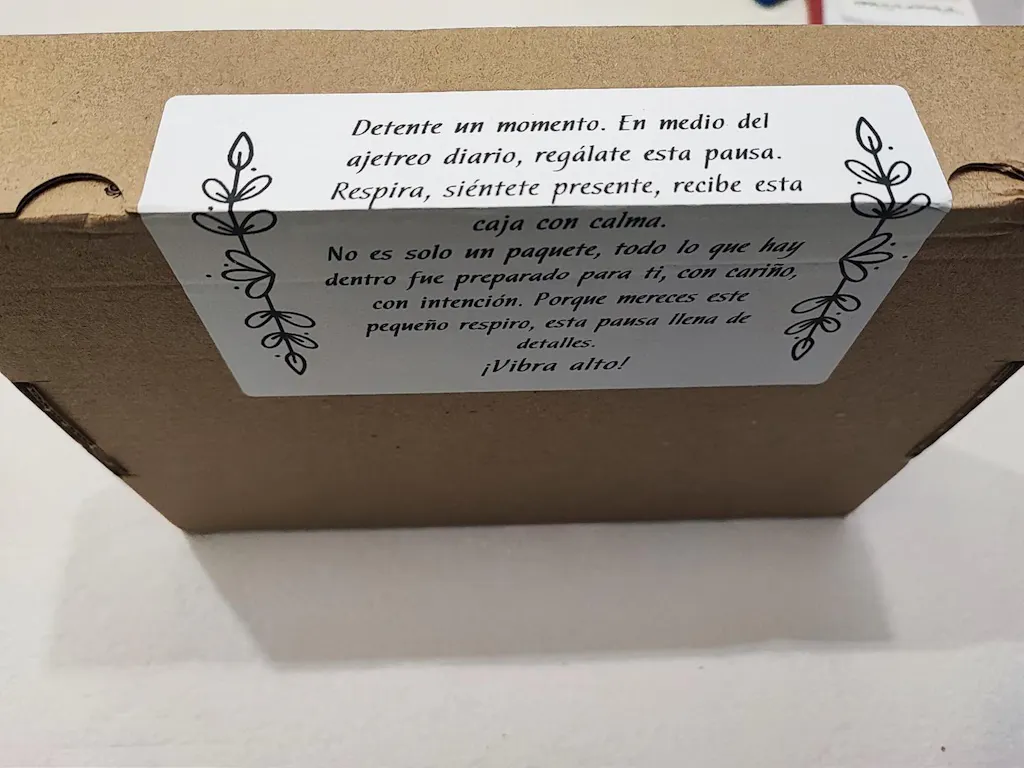 Detente un momento. En medio del
ajetreo diario, regálate esta pausa.
Respira, siéntete presente, recibe esta
caja con calma.
No es solo un paquete, todo lo que hay
dentro fue preparado para ti, con cariño,
con intención. Porque mereces este
pequeño respiro, esta pausa llena de
detalles.
¡Vibra alto!